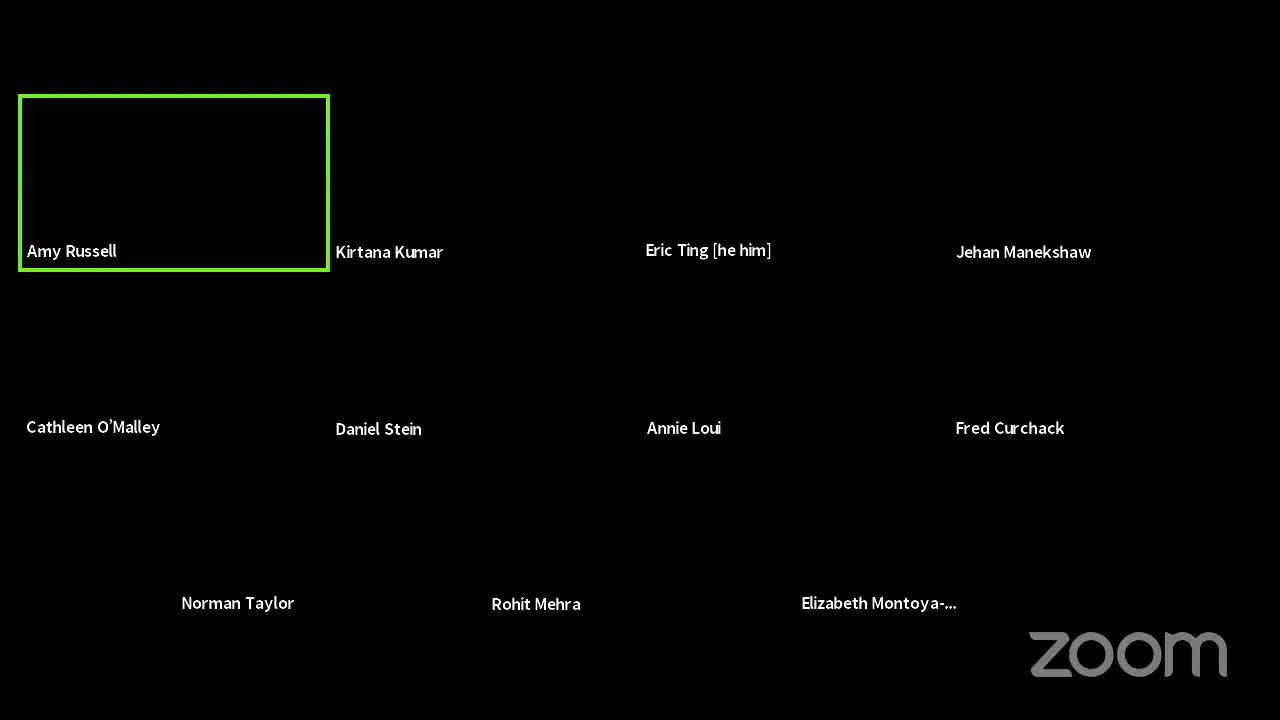 Amy Russell
Kirtana Kumar
Eric Ting [he him]
Jehan Manekshaw
Cathleen O’Malley
Daniel Stein
Annie Loui
Fred Curchack
Norman Taylor
Rohit Mehra
Elizabeth Montoya-...
zoom